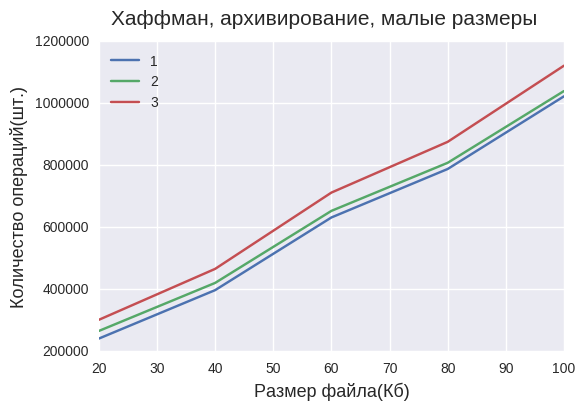 Хаффман, архивирование, малые размеры
1200000
1000000
800000
600000
400000
200000
Количество операций(шт.)
1
2
3
20 30 40 50 60 70 80 90 100
Размер файла(Кб)